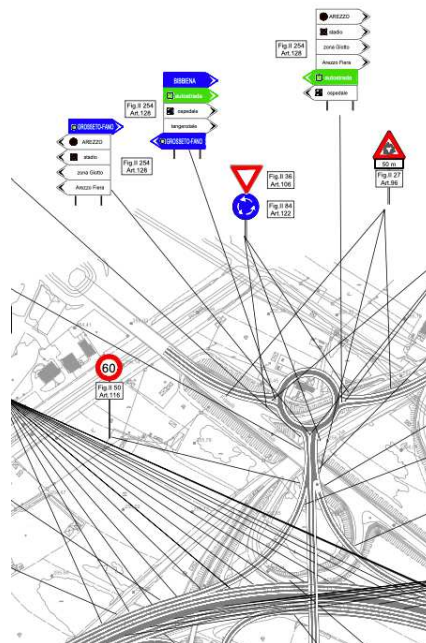 AREZZO
stadio
zona Giotto
Arezzo Fiera
autostrada
ospedale
Fig.II 254
Art.128
BIBBIENA
autostrada
ospedale
tangenziale
GROSSETO-FANO
Fig.II 254
Art.128
GROSSETO-FANO
AREZZO
stadio
zona Giotto
Arezzo Fiera
Fig.II 254
Art.128
50 m
Fig.II 27
Art.96
Fig.II 36
Art.106
Fig.II 84
Art.122
60
Fig.II 50
Art.116